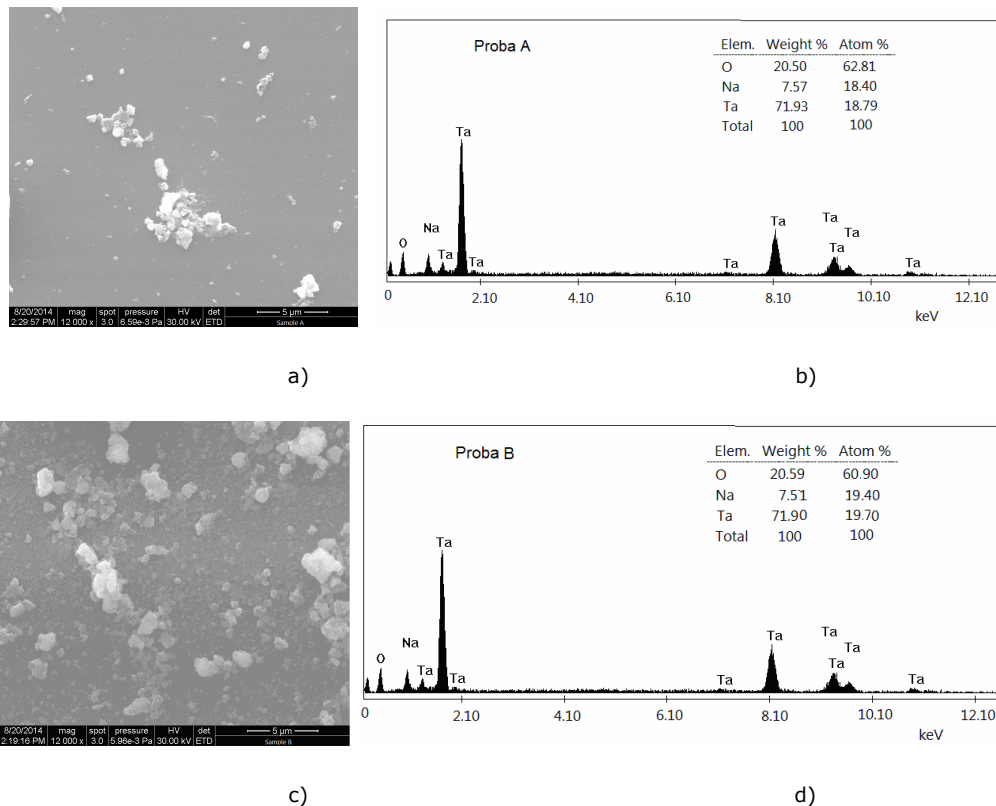 Proba A
Elem. Weight % Atom %
O 20.50 62.81
Na 7.57 18.40
Ta 71.93 18.79
Total 100 100
Ta
Ta
Na
Ta
Ta
O
Ta
Ta
Ta
Ta
Ta
0 2.10 4.10 6.10 8.10 10.10 12.10
keV
8/20/2014 mag spot pressure HV det
2:29:57 PM 12 000 x 3.0 6.59e-3 Pa 30.00 kV ETD
5 µm
Sample A
a) b)
Proba B
Elem. Weight % Atom %
O 20.59 60.90
Na 7.51 19.40
Ta 71.90 19.70
Total 100 100
Ta
Ta
Na
Ta
Ta
O
Ta
Ta
Ta
Ta
Ta
0 2.10 4.10 6.10 8.10 10.10 12.10
keV
8/20/2014 mag spot pressure HV det
2:19:16 PM 12 000 x 3.0 5.96e-3 Pa 30.00 kV ETD
5 µm
Sample B
c) d)